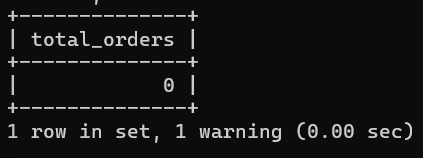 +--------------+
| total_orders |
+--------------+
|            0 |
+--------------+
1 row in set, 1 warning (0.00 sec)